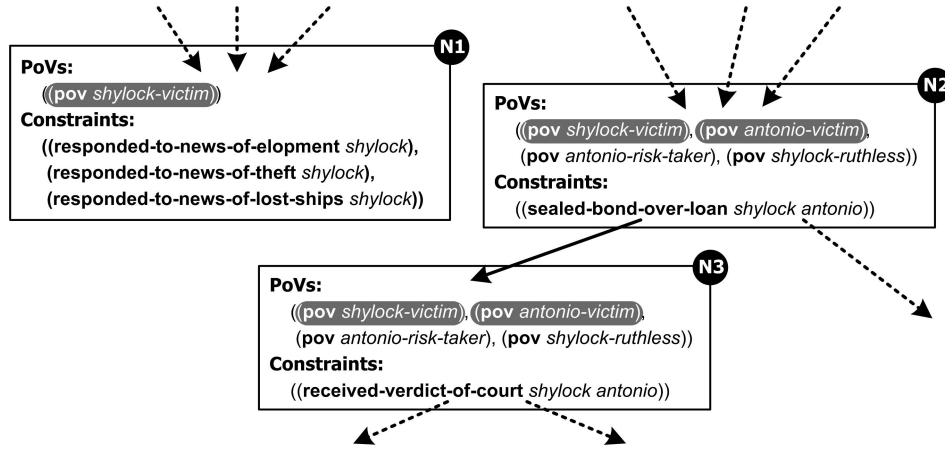 N1
PoVs:
((pov shylock-victim))
Constraints:
((responded-to-news-of-elopment shylock),
(responded-to-news-of-theft shylock),
(responded-to-news-of-lost-ships shylock))
N2
PoVs:
((pov shylock-victim), (pov antonio-victim),
(pov antonio-risk-taker), (pov shylock-ruthless))
Constraints:
((sealed-bond-over-loan shylock antonio))
N3
PoVs:
((pov shylock-victim), (pov antonio-victim),
(pov antonio-risk-taker), (pov shylock-ruthless))
Constraints:
((received-verdict-of-court shylock antonio))